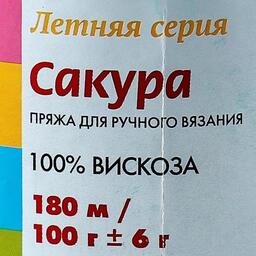 Летняя серия
Сакура
ПРЯЖА ДЛЯ РУЧНОГО ВЯЗАНИЯ
100% ВИСКОЗА
180 м /
100 г ± 6 г